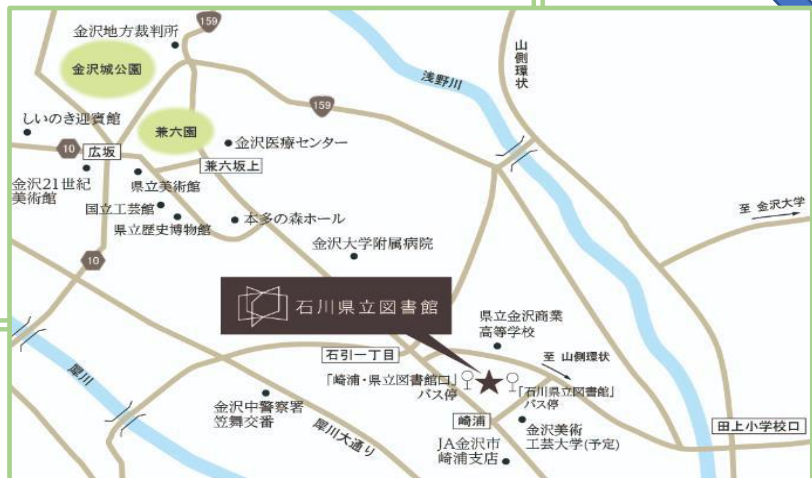 159
金沢地方裁判所
金沢城公園
山側環状
浅野川
しいのき迎賓館
兼六園
159
10
広坂
金沢医療センター
金沢21世紀
美術館
県立美術館
兼六坂上
国立工芸館
県立歴史博物館
本多の森ホール
至 金沢大学
金沢大学附属病院
10
石川県立図書館
県立金沢商業
高等学校
石引一丁目
至 山側環状
犀川
「崎浦・県立図書館口」
バス停
「石川県立図書館」
バス停
金沢中警察署
笠舞交番
犀川大通り
崎浦
金沢美術
工芸大学(予定)
田上小学校口
JA金沢市
崎浦支店